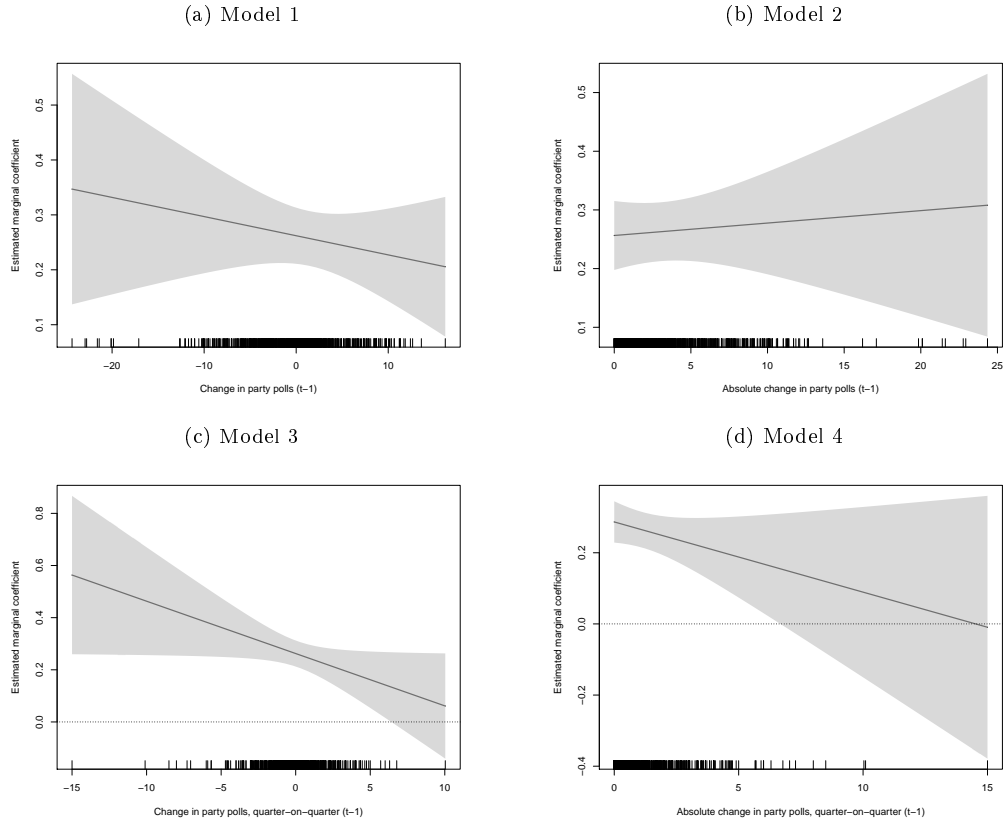 (a) Model 1
Estimated marginal coefficient
0.5
0.4
0.3
0.2
0.1
−20 −10 0 10
Change in party polls (t−1)
(b) Model 2
Estimated marginal coefficient
0.5
0.4
0.3
0.2
0.1
0 5 10 15 20 25
Absolute change in party polls (t−1)
(c) Model 3
Estimated marginal coefficient
0.8
0.6
0.4
0.2
0.0
−15 −10 −5 0 5 10
Change in party polls, quarter−on−quarter (t−1)
(d) Model 4
Estimated marginal coefficient
0.2
0.0
−0.2
−0.4
0 5 10 15
Absolute change in party polls, quarter−on−quarter (t−1)